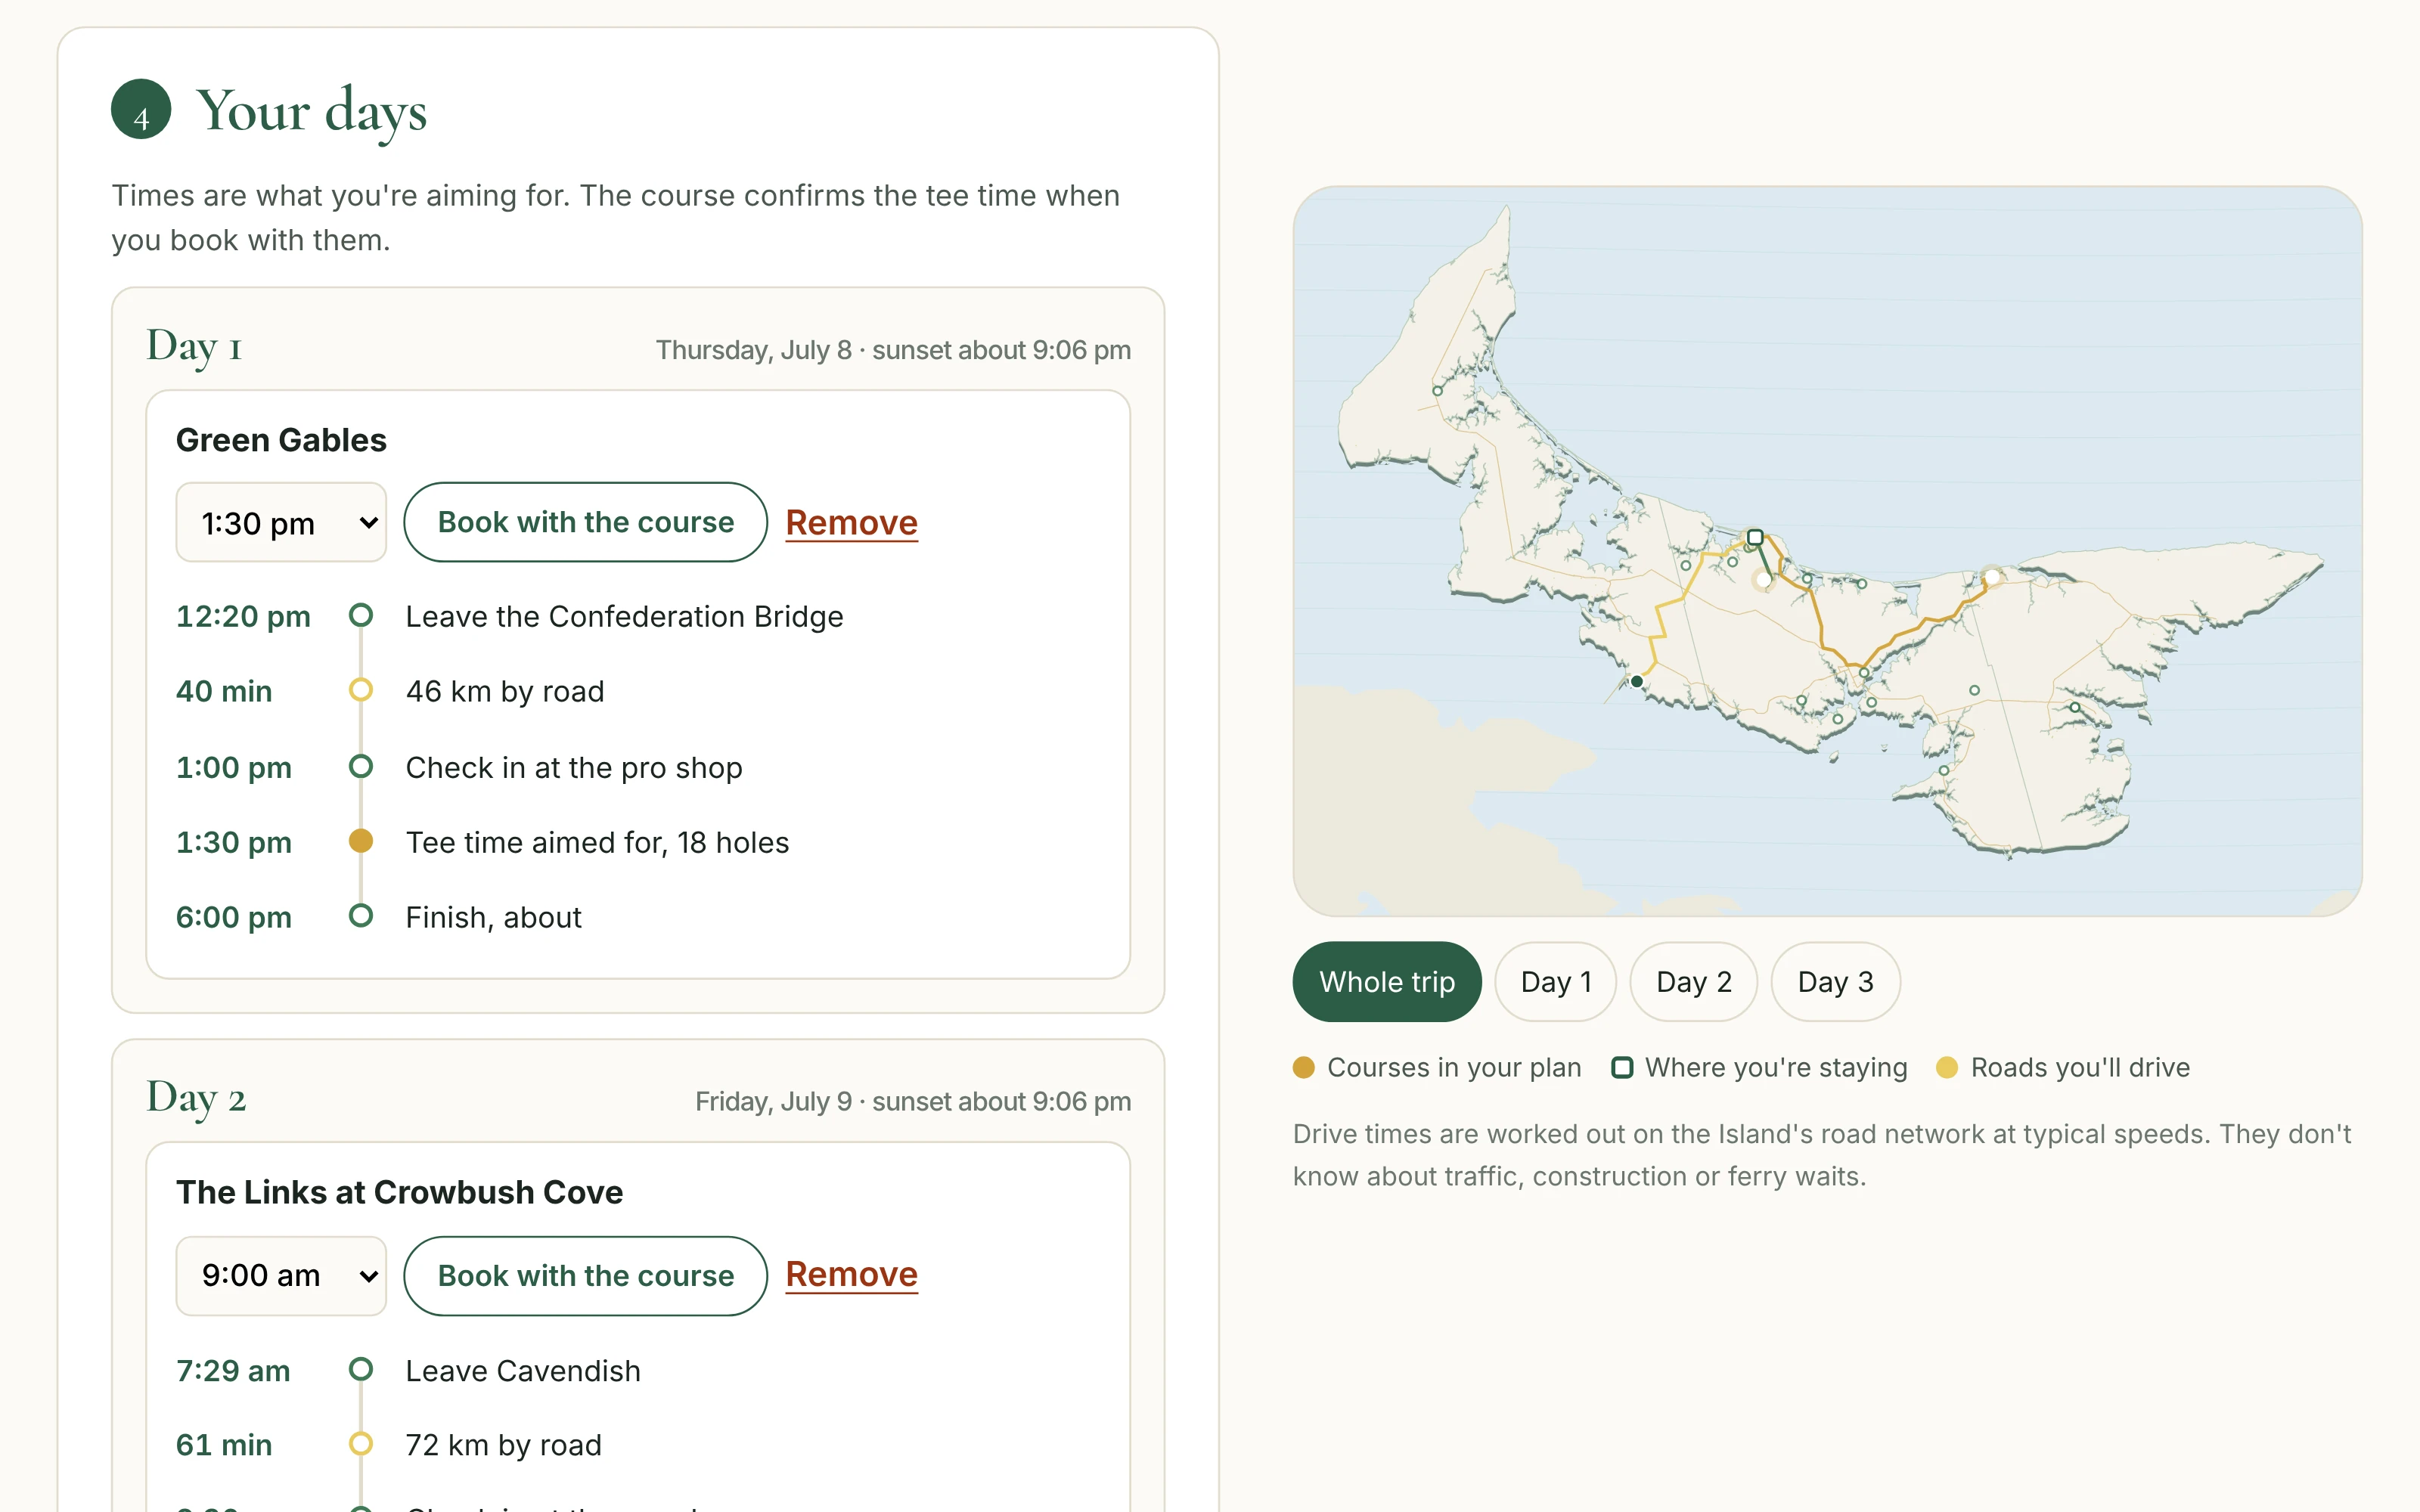 4 Your days
Times are what you're aiming for. The course confirms the tee time when
you book with them.
Day 1
Thursday, July 8 · sunset about 9:06 pm
Green Gables
1:30 pm
Book with the course
Remove
12:20 pm Leave the Confederation Bridge
40 min 46 km by road
1:00 pm Check in at the pro shop
1:30 pm Tee time aimed for, 18 holes
6:00 pm Finish, about
Day 2
Friday, July 9 · sunset about 9:06 pm
The Links at Crowbush Cove
9:00 am
Book with the course
Remove
7:29 am Leave Cavendish
61 min 72 km by road
Whole trip
Day 1
Day 2
Day 3
Courses in your plan
Where you're staying
Roads you'll drive
Drive times are worked out on the Island's road network at typical speeds. They don't
know about traffic, construction or ferry waits.